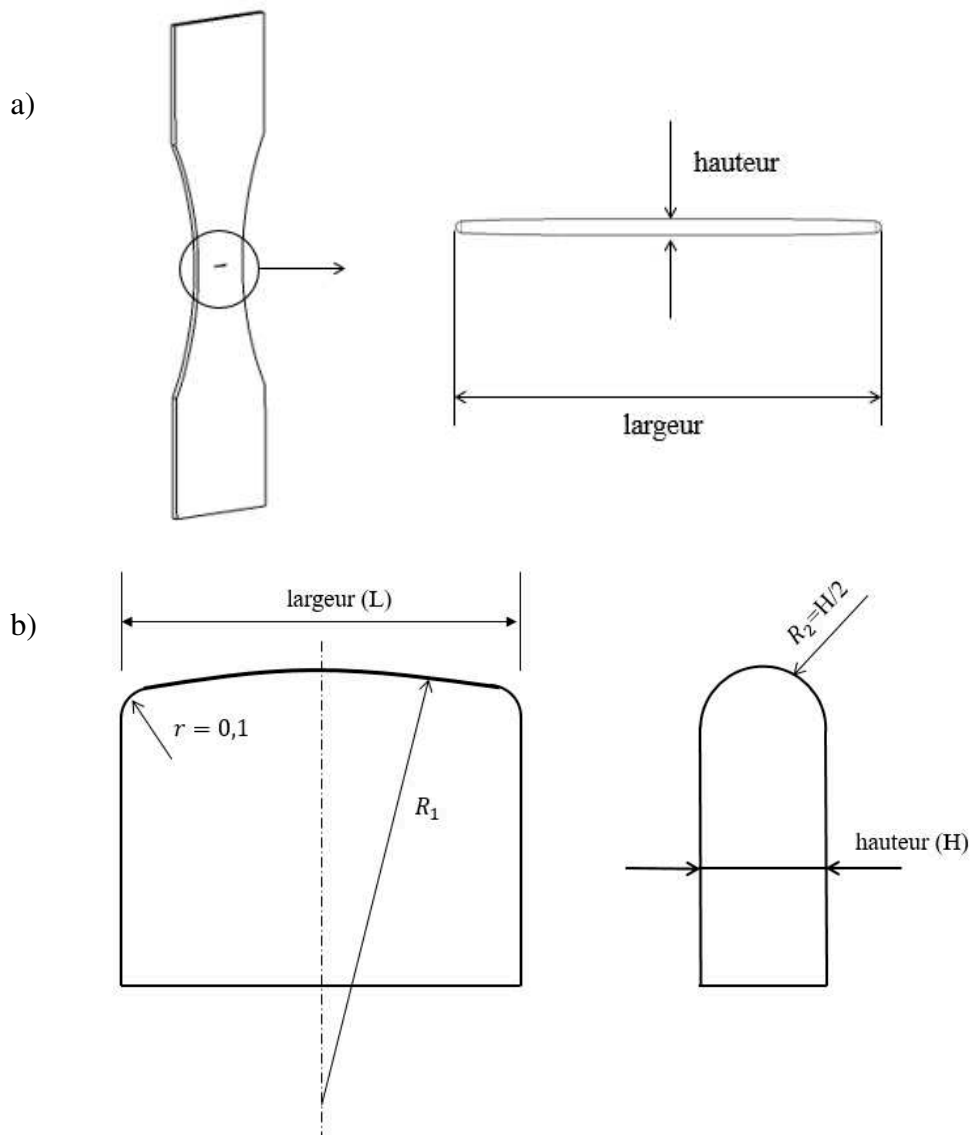 a)
hauteur
largeur
b)
largeur (L)
R₂=H/2
r = 0,1
R₁
hauteur (H)